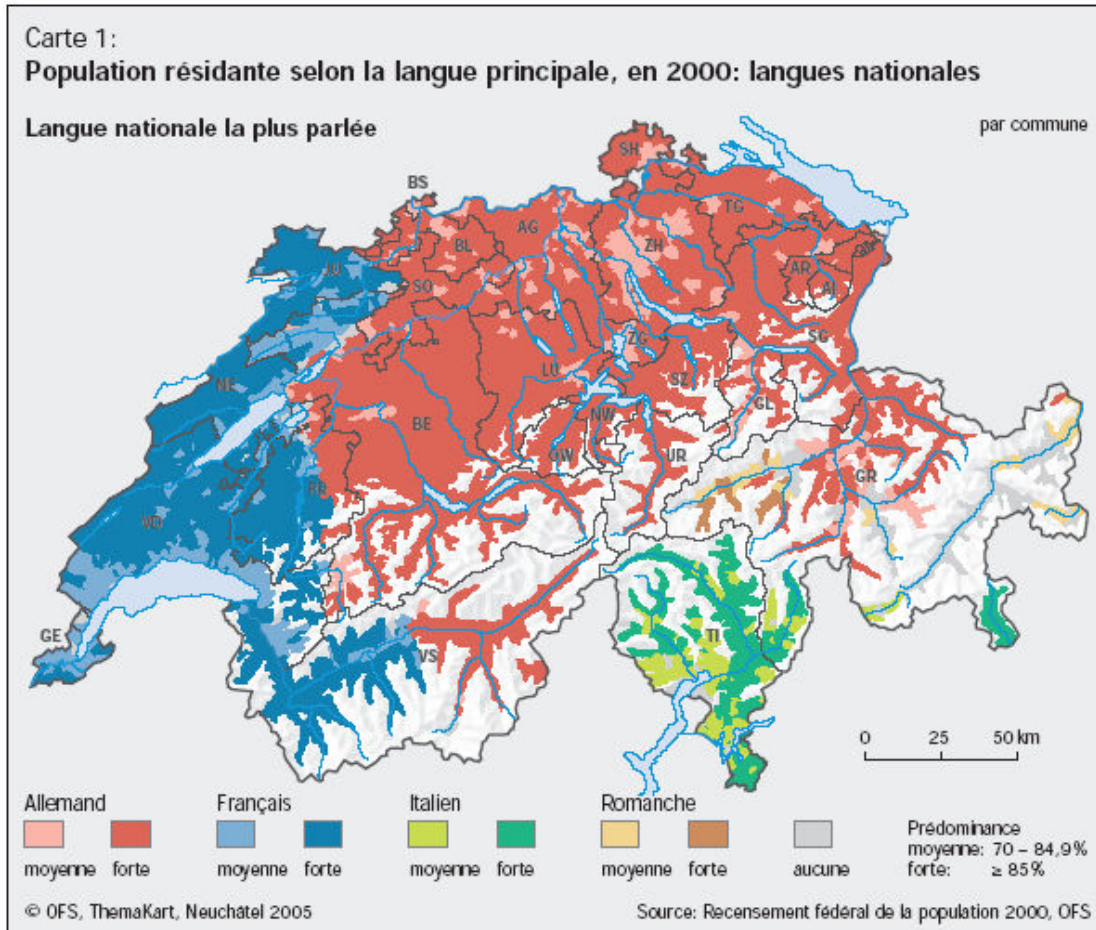 Carte 1:
Population résidante selon la langue principale, en 2000: langues nationales
Langue nationale la plus parlée
par commune
SH
BS
TG
BL
AG
ZH
JU
AR
AI
SO
SG
ZG
LU
SZ
NE
GL
NW
BE
OW
UR
FR
GR
VD
GE
TI
VS
0 25 50 km
Allemand Français Italien Romanche
moyenne forte moyenne forte moyenne forte moyenne forte aucune
Prédominance
moyenne: 70 – 84,9%
forte: ≥ 85%
© OFS, ThemaKart, Neuchâtel 2005
Source: Recensement fédéral de la population 2000, OFS